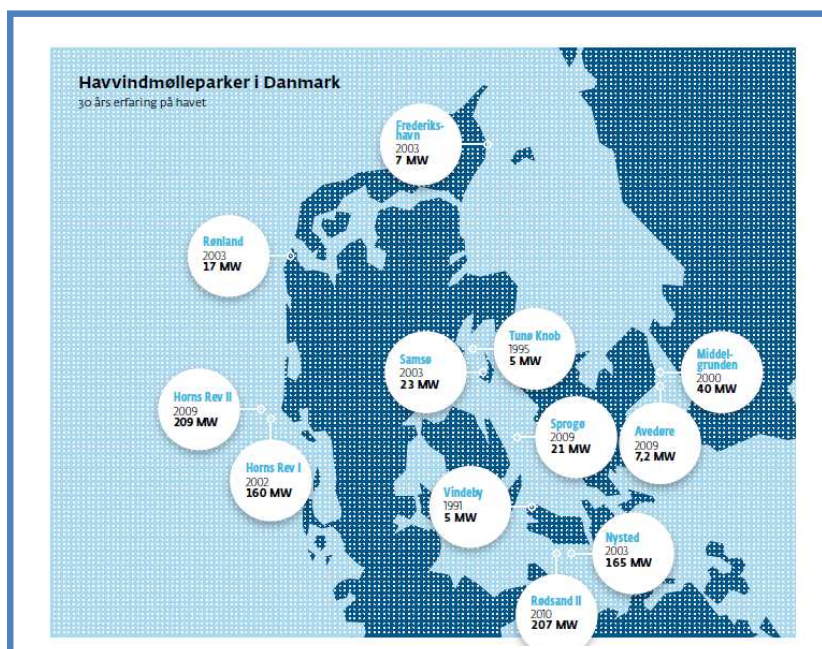 Havvindmølleparker i Danmark
30 års erfaring på havet
Frederiks-
havn
2003
7 MW
Rønland
2003
17 MW
Tunø Knob
1995
5 MW
Samsø
2003
23 MW
Middel-
grunden
2000
40 MW
Horns Rev II
2009
209 MW
Sprogø
2009
21 MW
Avedøre
2009
7,2 MW
Horns Rev I
2002
160 MW
Vindeby
1991
5 MW
Nysted
2003
165 MW
Rødsand II
2010
207 MW